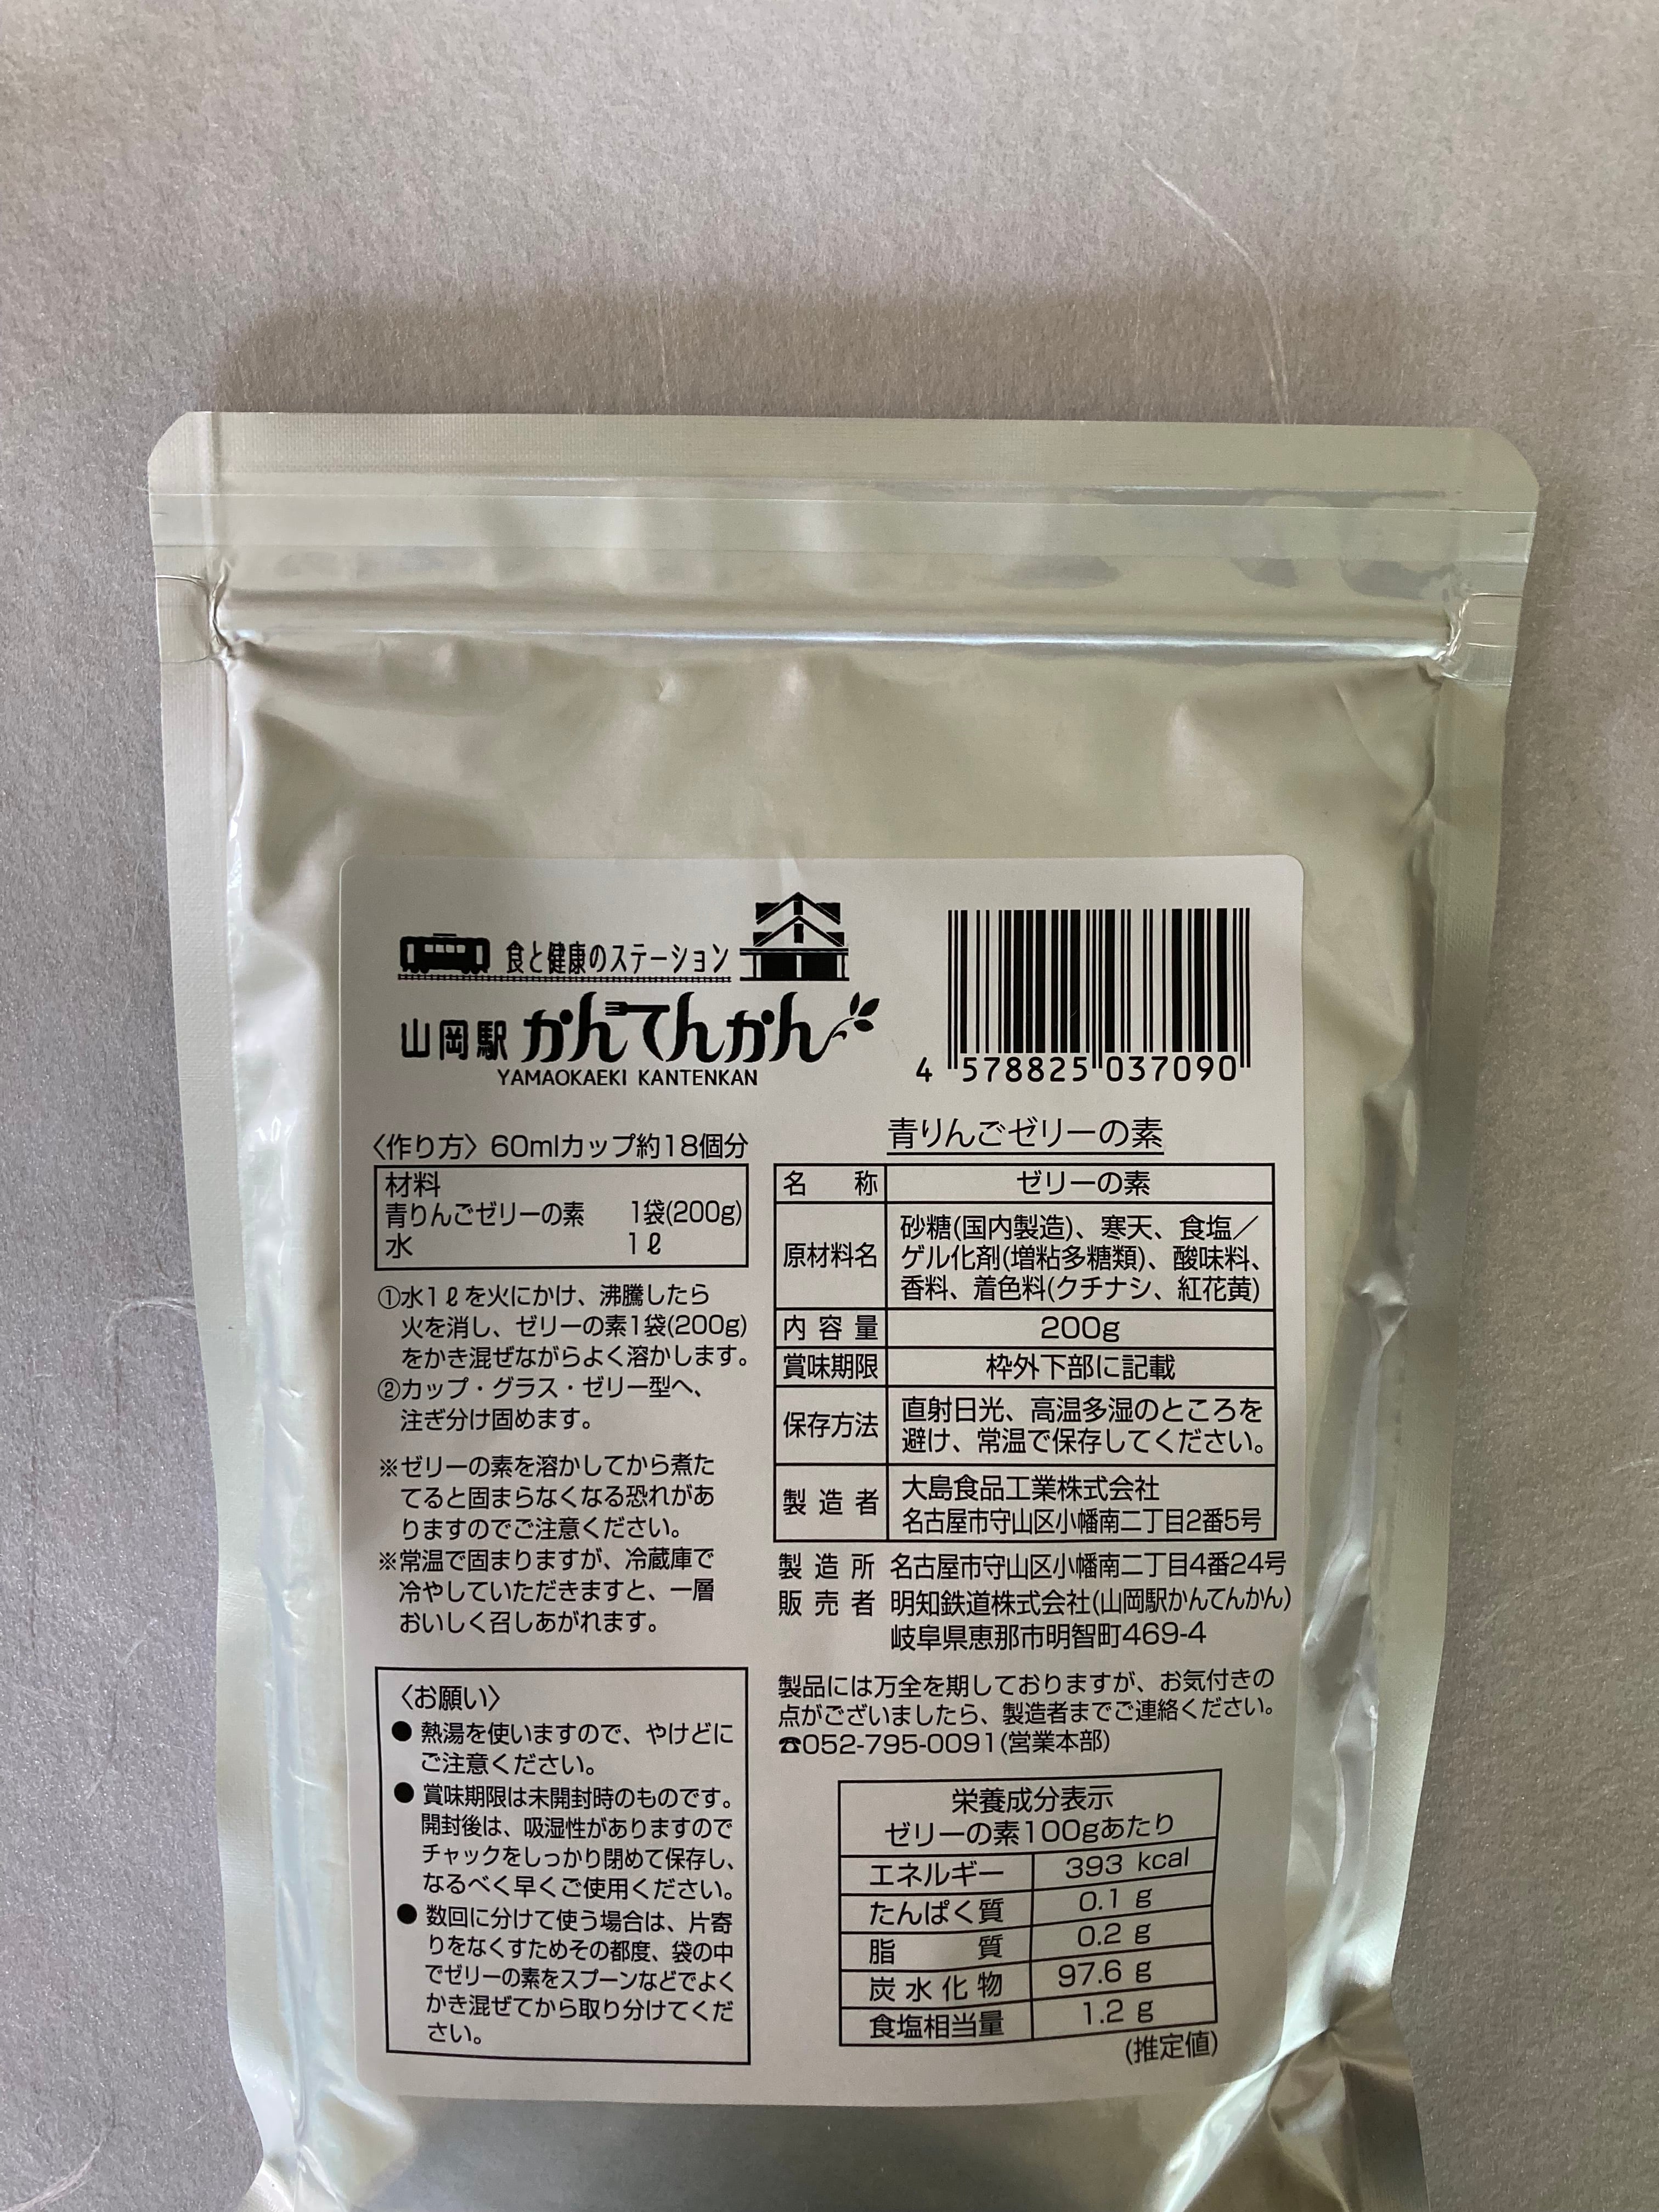 食と健康のステーション
山岡駅 かんてんかん
YAMAOKAEKI KANTENKAN
4 578825 037090
〈作り方〉60mlカップ約18個分
材料
青りんごゼリーの素 1袋(200g)
水 1ℓ
①水1ℓを火にかけ、沸騰したら
火を消し、ゼリーの素1袋(200g)
をかき混ぜながらよく溶かします。
②カップ・グラス・ゼリー型へ、
注ぎ分け固めます。
※ゼリーの素を溶かしてから煮た
てると固まらなくなる恐れがあ
りますのでご注意ください。
※常温で固まりますが、冷蔵庫で
冷やしていただきますと、一層
おいしく召しあがれます。
〈お願い〉
●熱湯を使いますので、やけどに
ご注意ください。
●賞味期限は未開封時のものです。
開封後は、吸湿性がありますので
チャックをしっかり閉めて保存し、
なるべく早くご使用ください。
●数回に分けて使う場合は、片寄
りをなくすためその都度、袋の中
でゼリーの素をスプーンなどでよく
かき混ぜてから取り分けてくだ
さい。
青りんごゼリーの素
名称 ゼリーの素
原材料名 砂糖(国内製造)、寒天、食塩／
ゲル化剤(増粘多糖類)、酸味料、
香料、着色料(クチナシ、紅花黄)
内容量 200g
賞味期限 枠外下部に記載
保存方法 直射日光、高温多湿のところを
避け、常温で保存してください。
製造者 大島食品工業株式会社
名古屋市守山区小幡南二丁目2番5号
製造所 名古屋市守山区小幡南二丁目4番24号
販売者 明知鉄道株式会社(山岡駅かんてんかん)
岐阜県恵那市明智町469-4
製品には万全を期しておりますが、お気付きの
点がございましたら、製造者までご連絡ください。
☎052-795-0091(営業本部)
栄養成分表示
ゼリーの素100gあたり
エネルギー 393 kcal
たんぱく質 0.1 g
脂質 0.2 g
炭水化物 97.6 g
食塩相当量 1.2 g
(推定値)